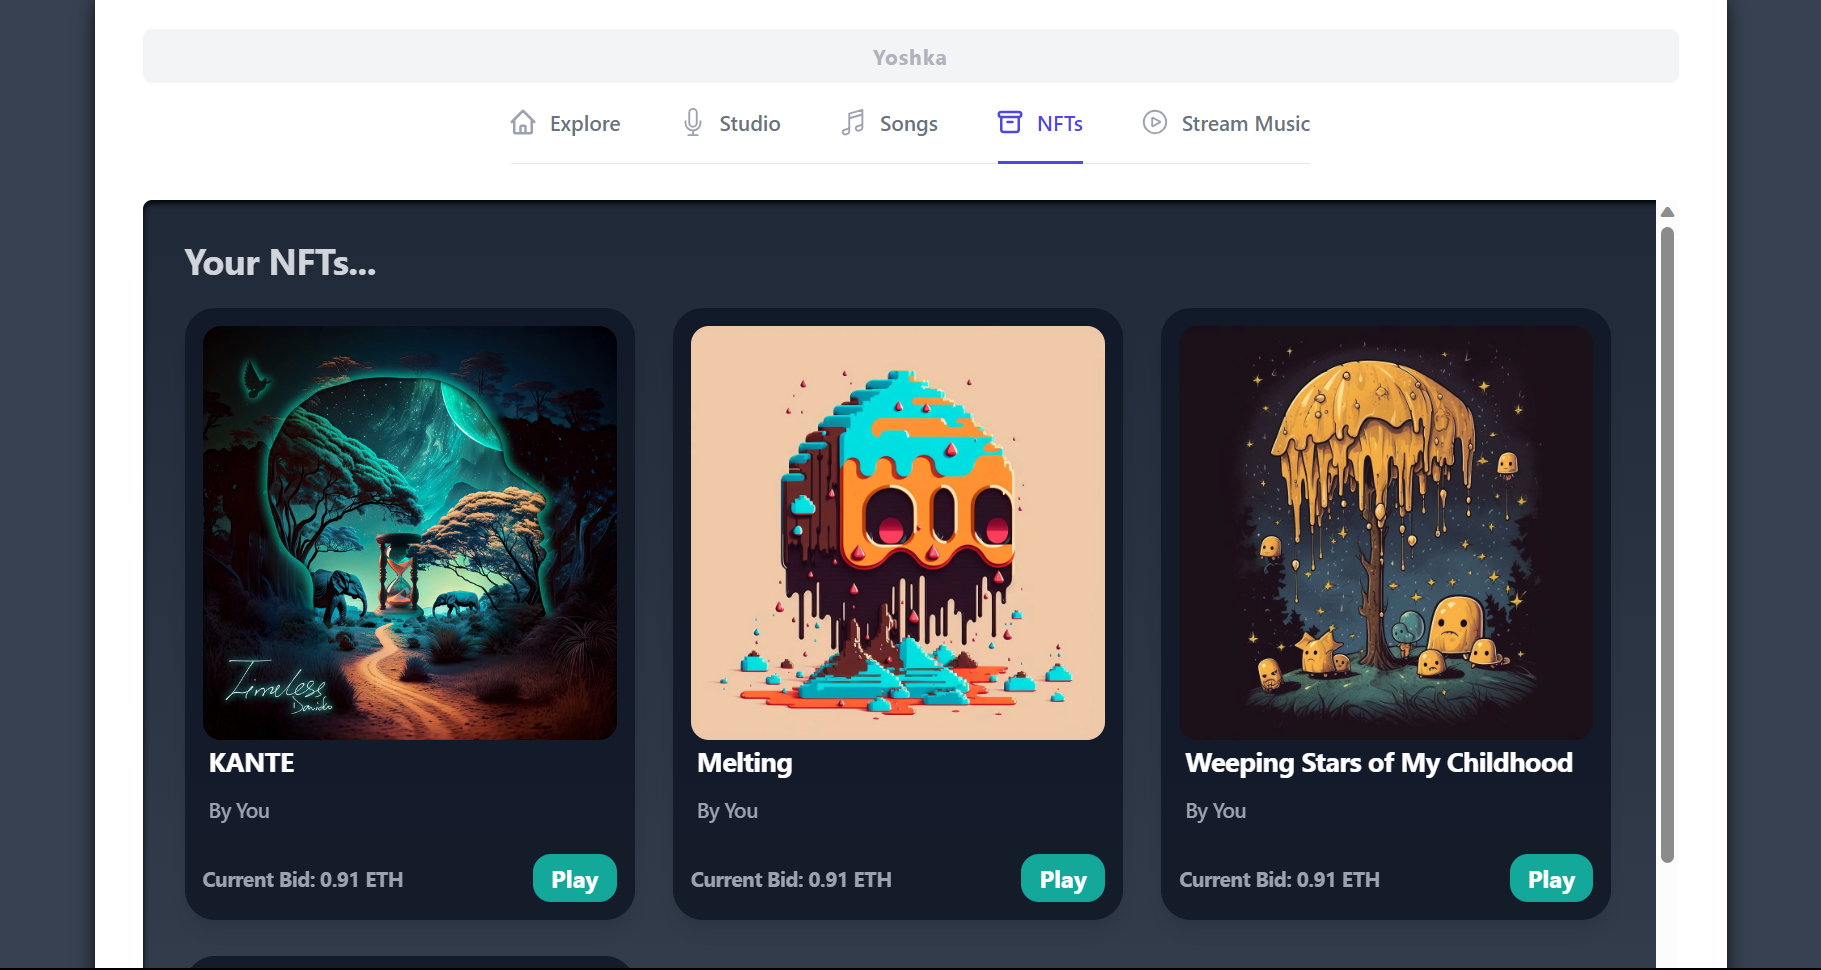 Yoshka
Explore
Studio
Songs
NFTs
Stream Music
Your NFTs...
Timeless
Davido
KANTE
By You
Current Bid: 0.91 ETH
Play
Melting
By You
Current Bid: 0.91 ETH
Play
Weeping Stars of My Childhood
By You
Current Bid: 0.91 ETH
Play